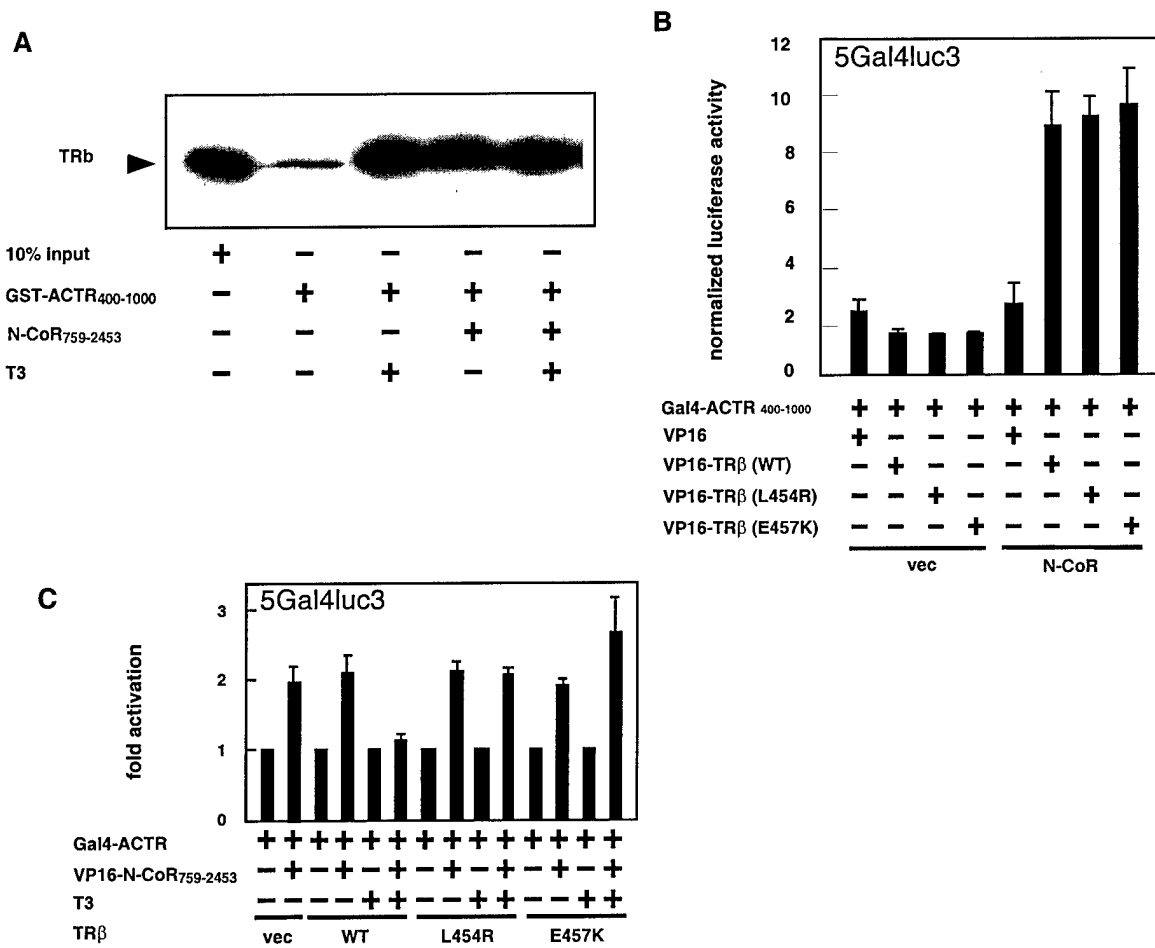 A
TRb
10% input + − − − −
GST-ACTR400-1000 − + + + +
N-CoR759-2453 − − − + +
T3 − − + − +
B
5Gal4luc3
normalized luciferase activity
12
10
8
6
4
2
0
Gal4-ACTR 400-1000 + + + + + + + +
VP16 + − − − + − − −
VP16-TRβ (WT) − + − − − + − −
VP16-TRβ (L454R) − − + − − − + −
VP16-TRβ (E457K) − − − + − − − +
vec N-CoR
C
5Gal4luc3
fold activation
3
2
1
0
Gal4-ACTR + + + + + + + + + + + + + +
VP16-N-CoR759-2453 − + − + − + − + − + − + − +
T3 − − − − + + − − + + − − + +
TRβ vec WT L454R E457K